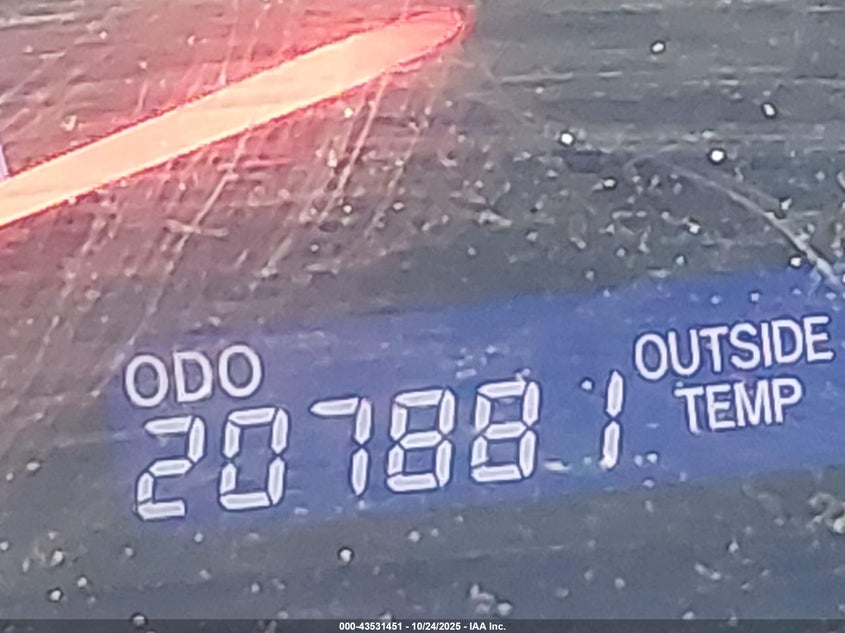 ODO
207881
OUTSIDE
TEMP
000-43531451 - 10/24/2025 - IAA Inc.